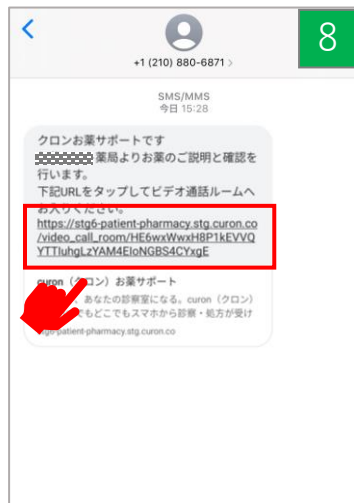 8
+1 (210) 880-6871 >
SMS/MMS
今日 15:28
クロンお薬サポートです
薬局よりお薬のご説明と確認を
行います。
下記URLをタップしてビデオ通話ルームへ
お入りください。
https://stg6-patient-pharmacy.stg.curon.co
/video_call_room/HE6wxWwxH8P1kEVVQ
YTTIuhgLzYAM4EIoNGBS4CYxgE
curon（クロン）お薬サポート
、あなたの診察室になる。curon（クロン）
でもどこでもスマホから診察・処方が受け
stg6-patient-pharmacy.stg.curon.co